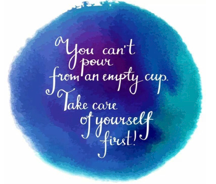 You can't
pour
from an empty cup.
Take care
of yourself
first!